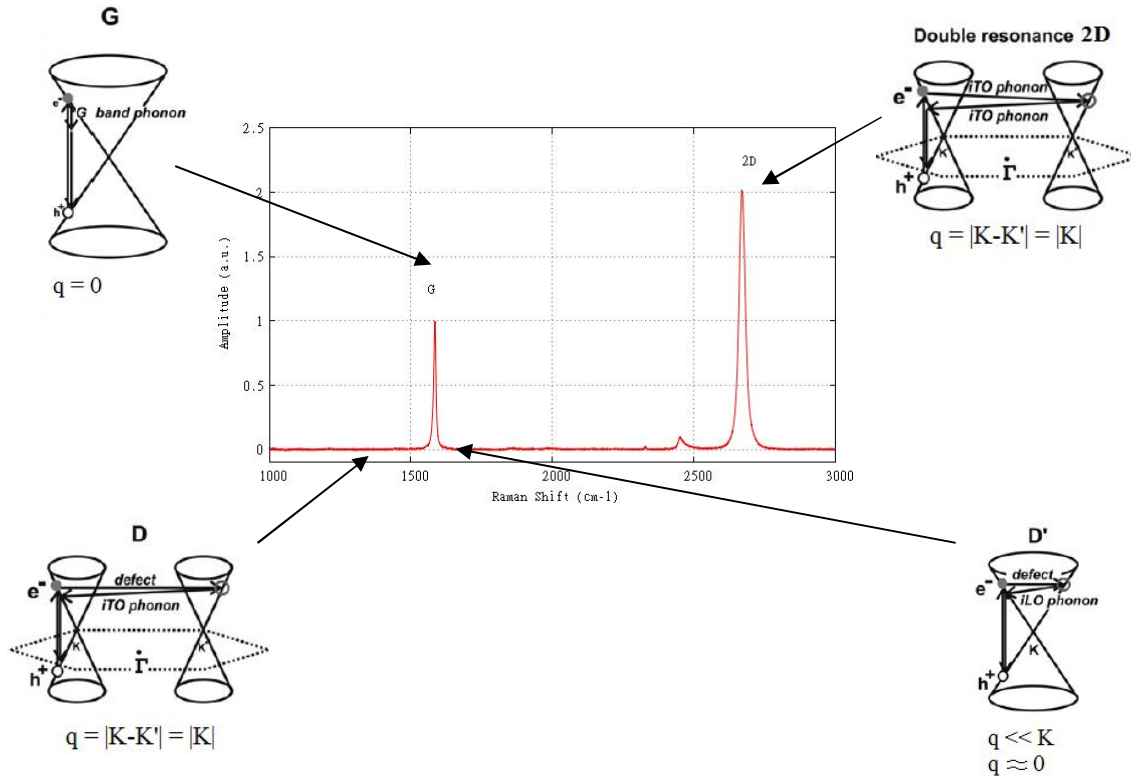 G
e-
G band phonon
h+
q = 0
Double resonance 2D
e-
iTO phonon
iTO phonon
K
K'
Γ
h+
q = |K-K'| = |K|
2.5
2
1.5
1
0.5
0
Amplitude (a.u.)
G
2D
1000
1500
2000
2500
3000
Raman Shift (cm-1)
D
e-
defect
iTO phonon
K
K'
Γ
h+
q = |K-K'| = |K|
D'
e-
defect
iLO phonon
K
h+
q << K
q ≈ 0